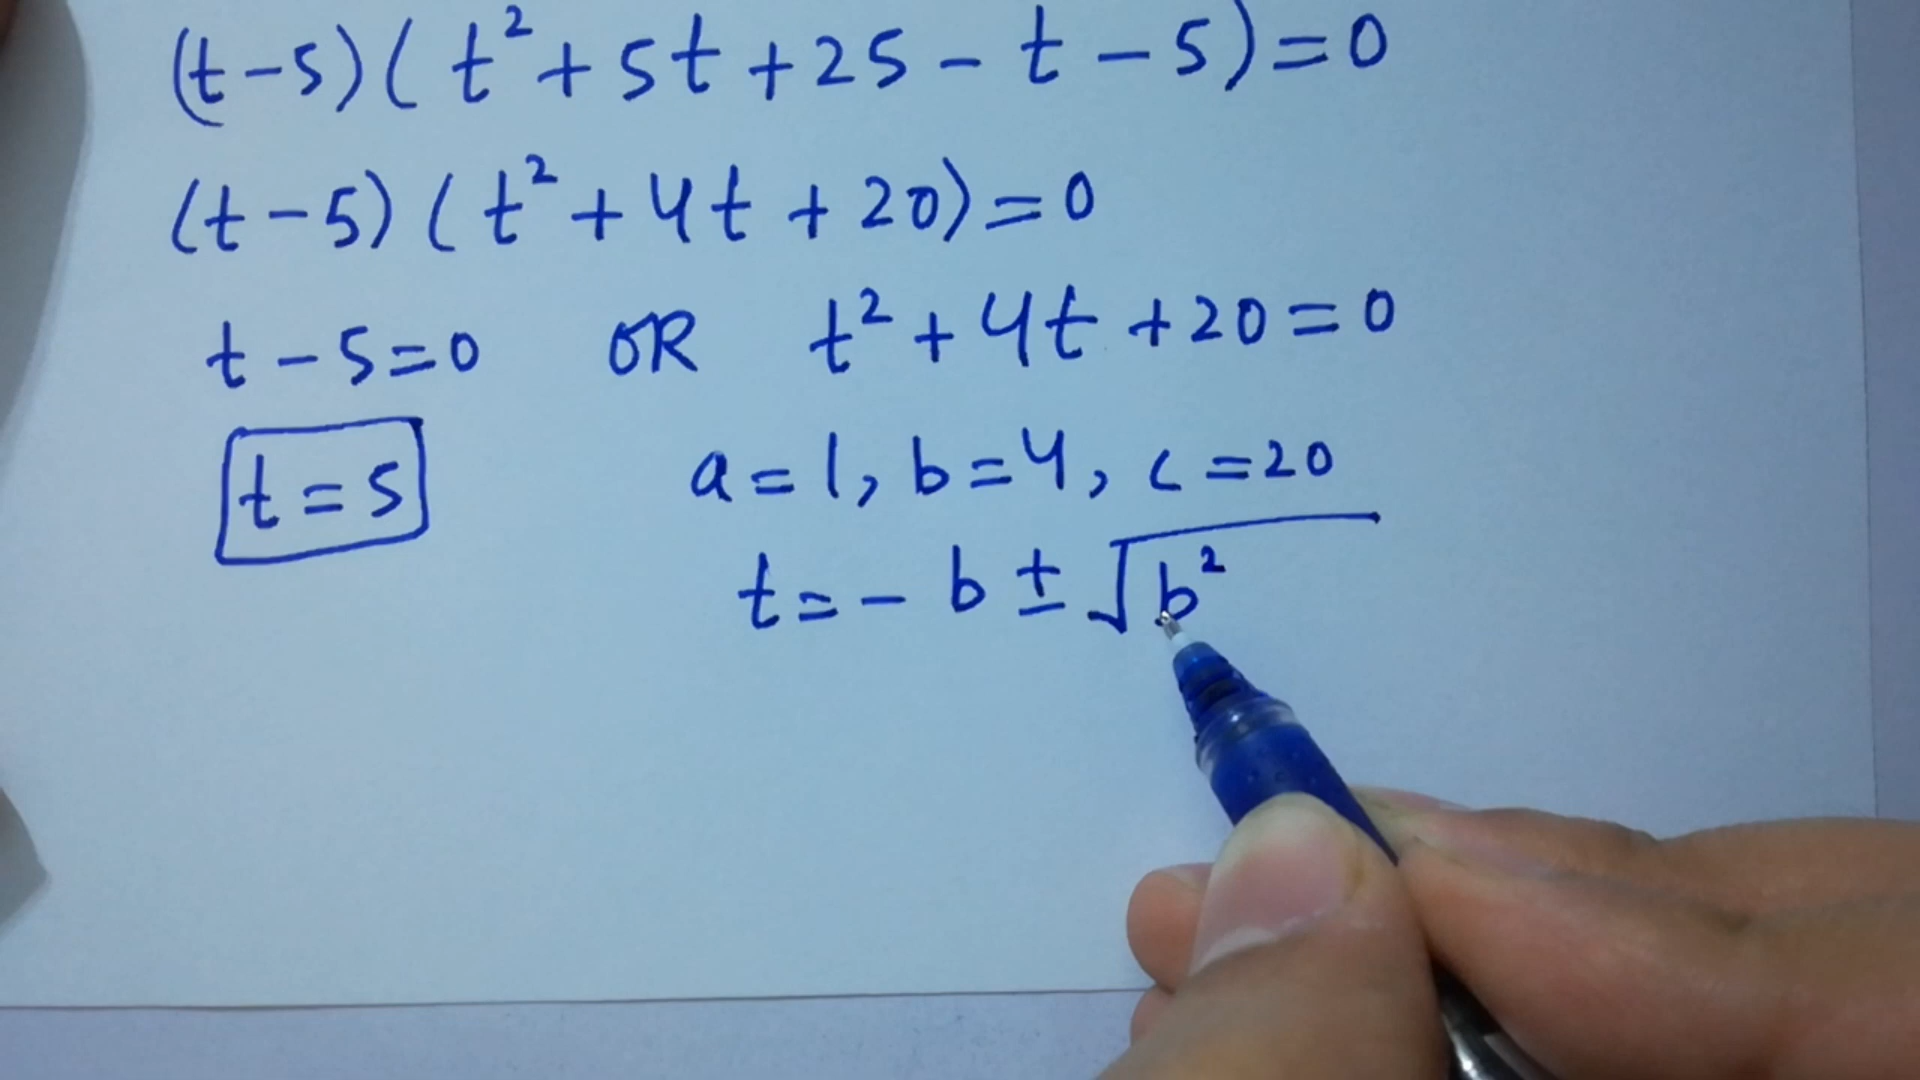 (t-5)(t²+5t+25-t-5)=0
(t-5)(t²+4t+20)=0
t-5=0 OR t²+4t+20=0
t=5 a=1, b=4, c=20
t=-b±√b²